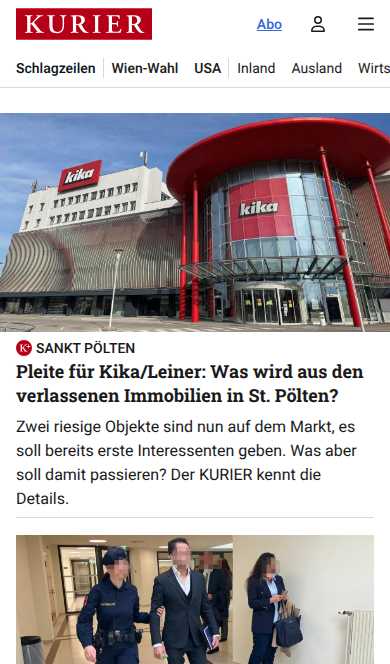 KURIER
Abo
Schlagzeilen Wien-Wahl USA Inland Ausland Wirts
kika
kika
K+ SANKT PÖLTEN
Pleite für Kika/Leiner: Was wird aus den
verlassenen Immobilien in St. Pölten?
Zwei riesige Objekte sind nun auf dem Markt, es
soll bereits erste Interessenten geben. Was aber
soll damit passieren? Der KURIER kennt die
Details.